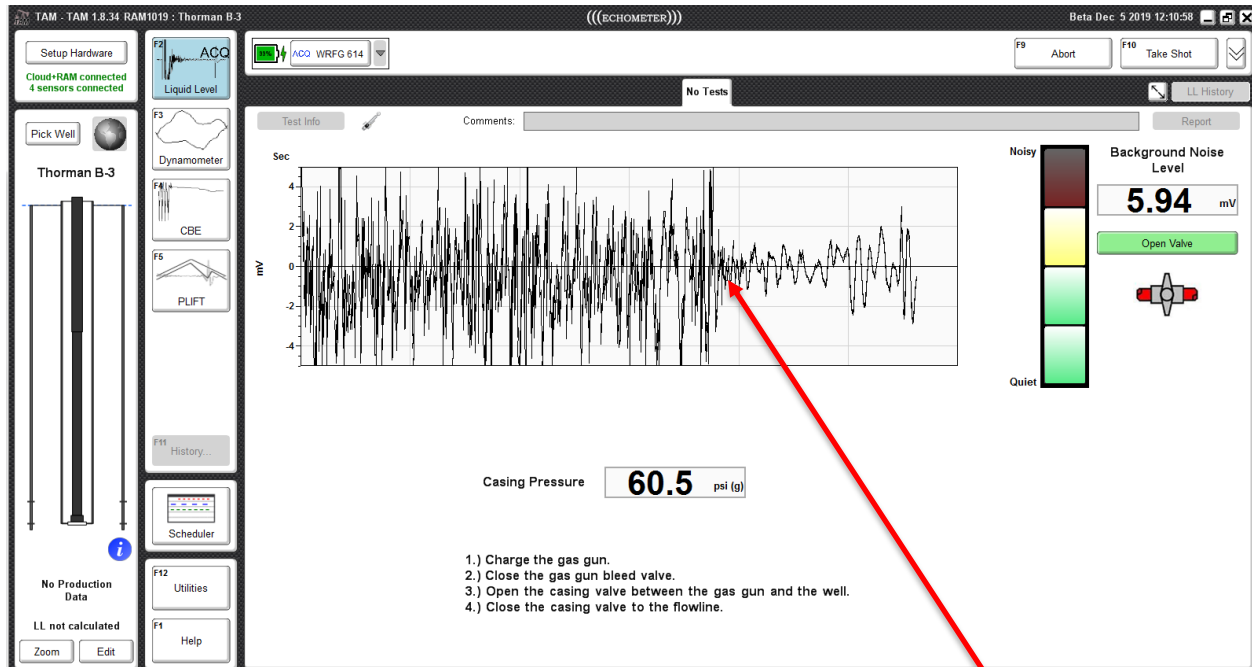 TAM - TAM 1.8.34 RAM1019 : Thorman B-3
(((ECHOMETER)))
Beta Dec 5 2019 12:10:58
Setup Hardware
Cloud+RAM connected
4 sensors connected
Pick Well
Thorman B-3
No Production
Data
LL not calculated
Zoom
Edit
F2
ACQ
Liquid Level
F3
Dynamometer
F4
CBE
F5
PLIFT
F11
History...
Scheduler
F12
Utilities
F1
Help
ACQ WRFG 614
F9
Abort
F10
Take Shot
No Tests
LL History
Test Info
Comments:
Report
Sec
mV
4
2
0
-2
-4
Noisy
Quiet
Background Noise
Level
5.94 mV
Open Valve
Casing Pressure 60.5 psi (g)
1.) Charge the gas gun.
2.) Close the gas gun bleed valve.
3.) Open the casing valve between the gas gun and the well.
4.) Close the casing valve to the flowline.